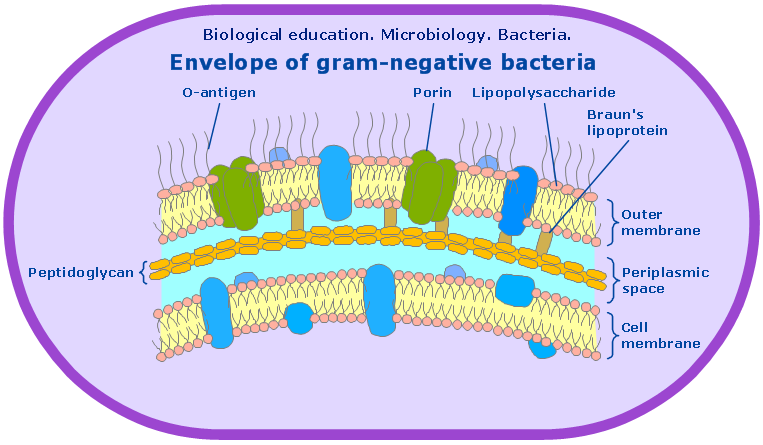 Biological education. Microbiology. Bacteria.
Envelope of gram-negative bacteria
O-antigen
Porin
Lipopolysaccharide
Braun's
lipoprotein
Outer
membrane
Peptidoglycan
Periplasmic
space
Cell
membrane